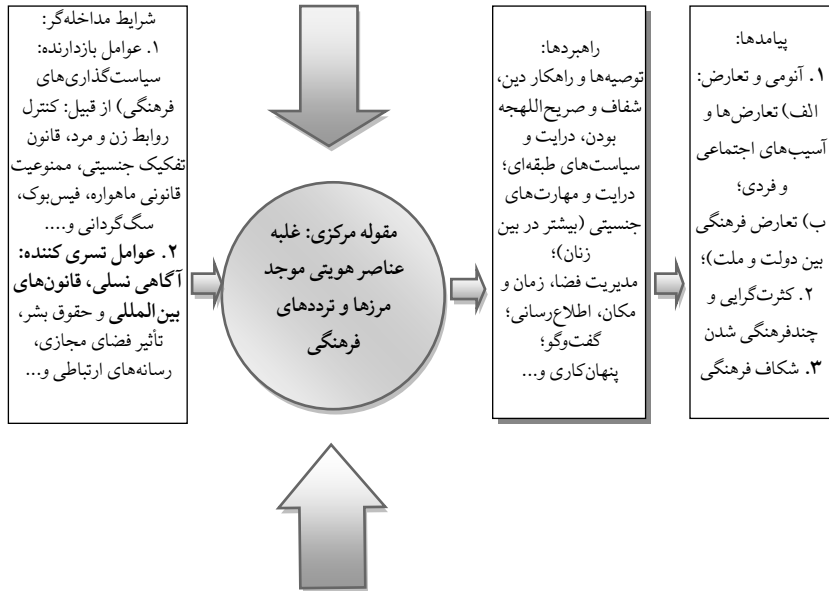 شرایط مداخله‌گر:
۱. عوامل بازدارنده:
سیاست‌گذاری‌های
فرهنگی) از قبیل: کنترل
روابط زن و مرد، قانون
تفکیک جنسیتی، ممنوعیت
قانونی ماهواره، فیس‌بوک،
سگ‌گردانی و....
۲. عوامل تسری کننده:
آگاهی نسلی، قانون‌های
بین‌المللی و حقوق بشر،
تأثیر فضای مجازی،
رسانه‌های ارتباطی و...
مقوله مرکزی: غلبه
عناصر هویتی موجد
مرزها و ترددهای
فرهنگی
راهبردها:
توصیه‌ها و راهکار دین،
شفاف و صریح‌اللهجه
بودن، درایت و
سیاست‌های طبقه‌ای؛
درایت و مهارت‌های
جنسیتی (بیشتر در بین
زنان)؛
مدیریت فضا، زمان و
مکان، اطلاع‌رسانی؛
گفت‌وگو؛
پنهان‌کاری و...
پیامدها:
۱. آنومی و تعارض:
الف) تعارض‌ها و
آسیب‌های اجتماعی
و فردی؛
ب) تعارض فرهنگی
بین دولت و ملت)؛
۲. کثرت‌گرایی و
چندفرهنگی شدن
۳. شکاف فرهنگی